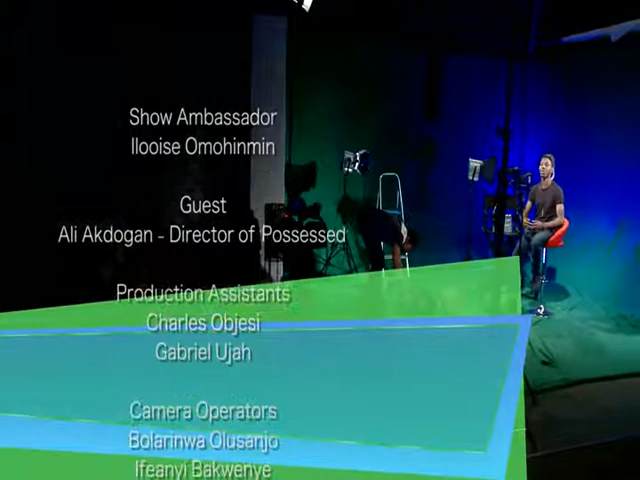 Show Ambassador
Ilooise Omohinmin
Guest
Ali Akdogan - Director of Possessed
Production Assistants
Charles Objesi
Gabriel Ujah
Camera Operators
Bolarinwa Olusanjo
Ifeanyi Bakwenye